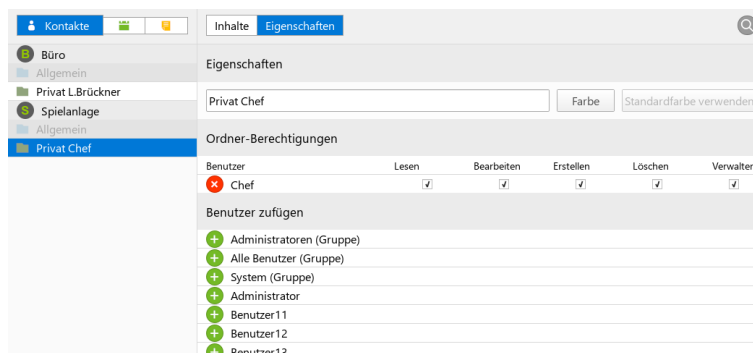 Kontakte
Inhalte Eigenschaften
B Büro
Allgemein
Privat L.Brückner
S Spielanlage
Allgemein
Privat Chef
Eigenschaften
Privat Chef Farbe Standardfarbe verwenden
Ordner-Berechtigungen
Benutzer Lesen Bearbeiten Erstellen Löschen Verwalten
Chef
Benutzer zufügen
Administratoren (Gruppe)
Alle Benutzer (Gruppe)
System (Gruppe)
Administrator
Benutzer11
Benutzer12
Benutzer13